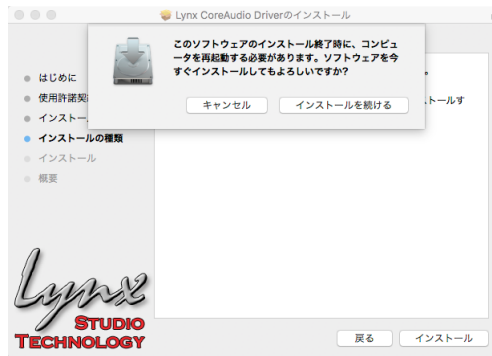 Lynx CoreAudio Driverのインストール
このソフトウェアのインストール終了時に、コンピュ
ータを再起動する必要があります。ソフトウェアを今
すぐインストールしてもよろしいですか?
キャンセル
インストールを続ける
はじめに
使用許諾契
インストー
インストールの種類
インストール
概要
。
トールす
Lynx
STUDIO
TECHNOLOGY
戻る
インストール